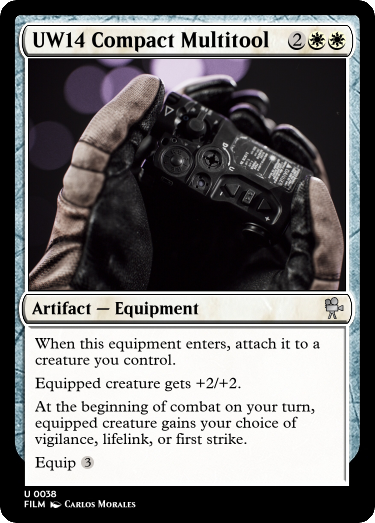 UW14 Compact Multitool 2
Artifact — Equipment
When this equipment enters, attach it to a
creature you control.
Equipped creature gets +2/+2.
At the beginning of combat on your turn,
equipped creature gains your choice of
vigilance, lifelink, or first strike.
Equip 3
U 0038
FILM Carlos Morales